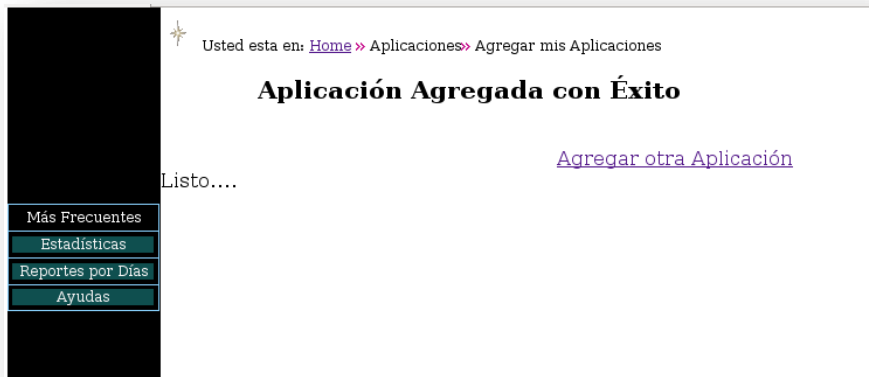 Usted esta en: Home » Aplicaciones» Agregar mis Aplicaciones
Aplicación Agregada con Éxito
Agregar otra Aplicación
Listo....
Más Frecuentes
Estadísticas
Reportes por Días
Ayudas